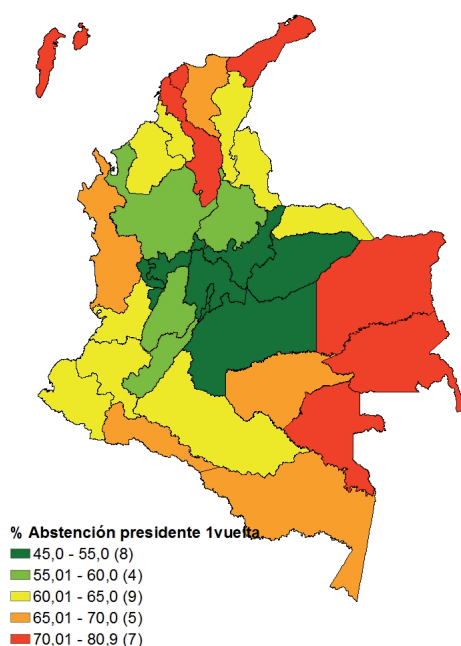 % Abstención presidente 1vuelta.
45,0 - 55,0 (8)
55,01 - 60,0 (4)
60,01 - 65,0 (9)
65,01 - 70,0 (5)
70,01 - 80,9 (7)